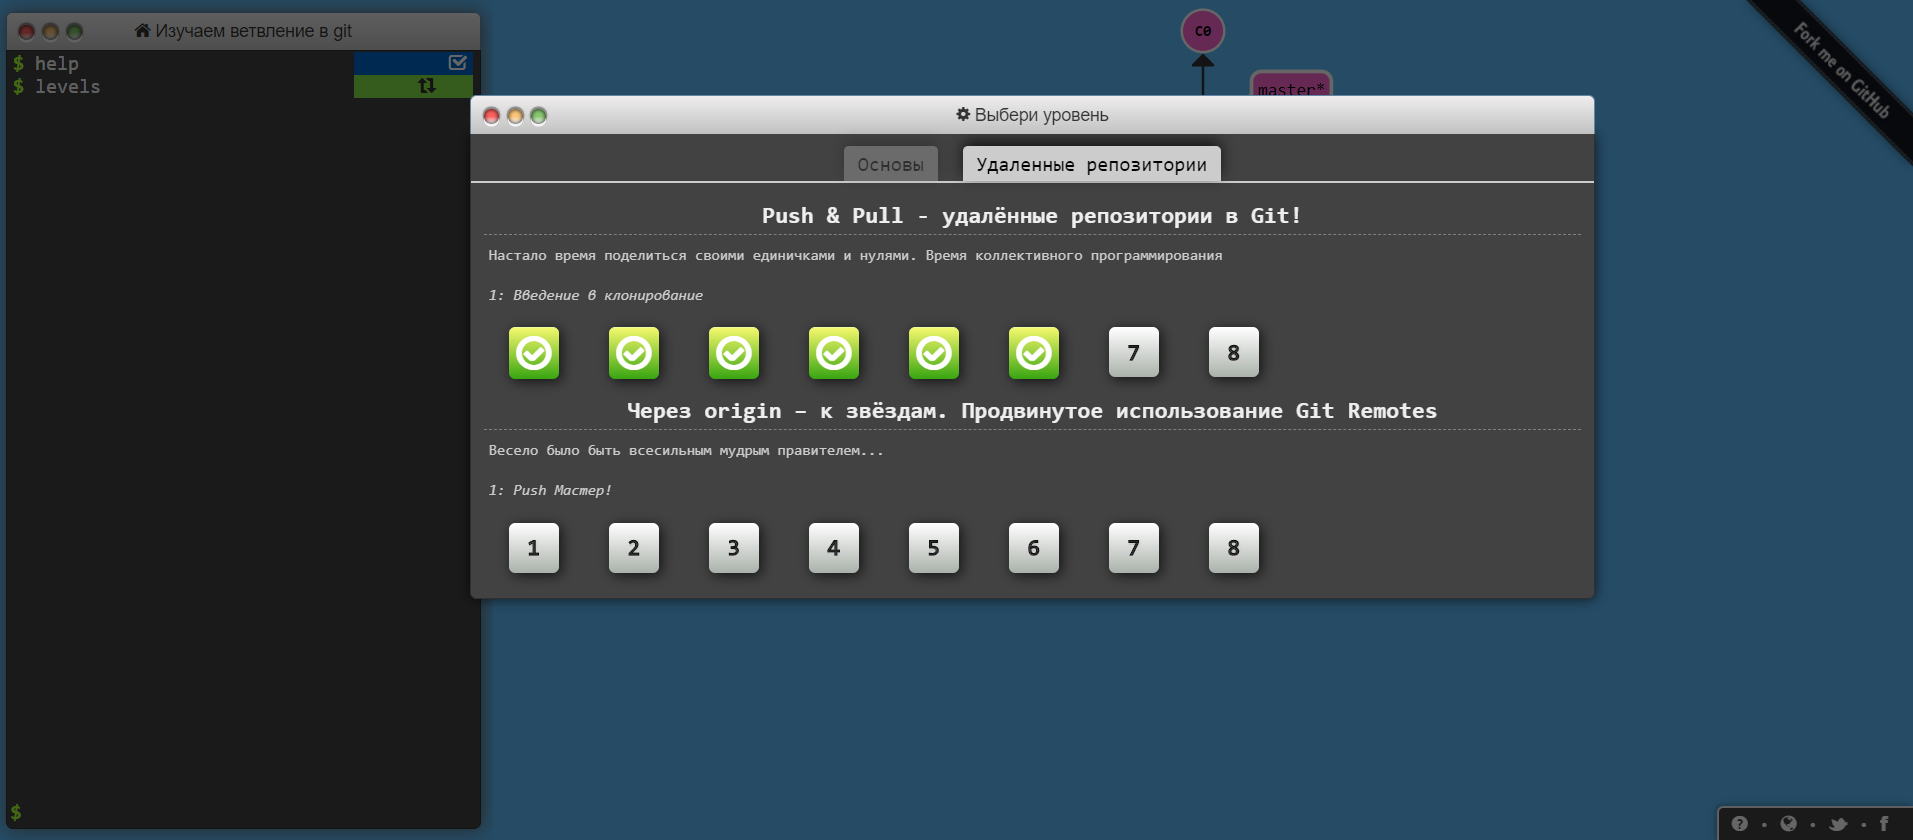 Изучаем ветвление в git
$ help
$ levels
$
C0
master*
Fork me on GitHub
Выбери уровень
Основы
Удаленные репозитории
Push & Pull - удалённые репозитории в Git!
Настало время поделиться своими единичками и нулями. Время коллективного программирования
1: Введение в клонирование
7 8
Через origin – к звёздам. Продвинутое использование Git Remotes
Весело было быть всесильным мудрым правителем...
1: Push Мастер!
1 2 3 4 5 6 7 8